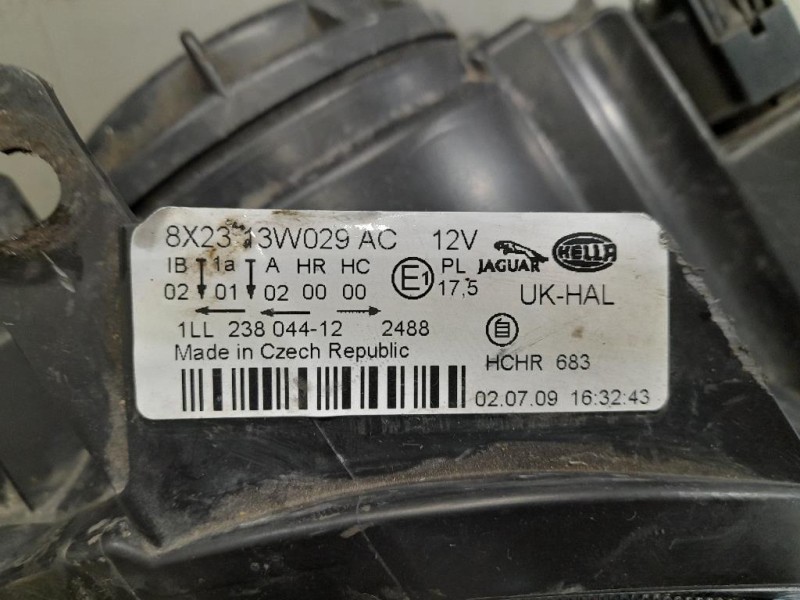 8X23 13W029 AC 12V JAGUAR HELLA
IB 1a A HR HC E1 PL
02 01 02 00 00 17,5 UK-HAL
1LL 238 044-12 2488 自
Made in Czech Republic HCHR 683
02.07.09 16:32:43